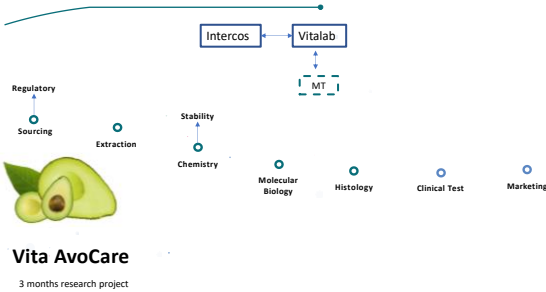 Intercos
Vitalab
MT
Regulatory
Sourcing
Extraction
Stability
Chemistry
Molecular
Biology
Histology
Clinical Test
Marketing
Vita AvoCare
3 months research project